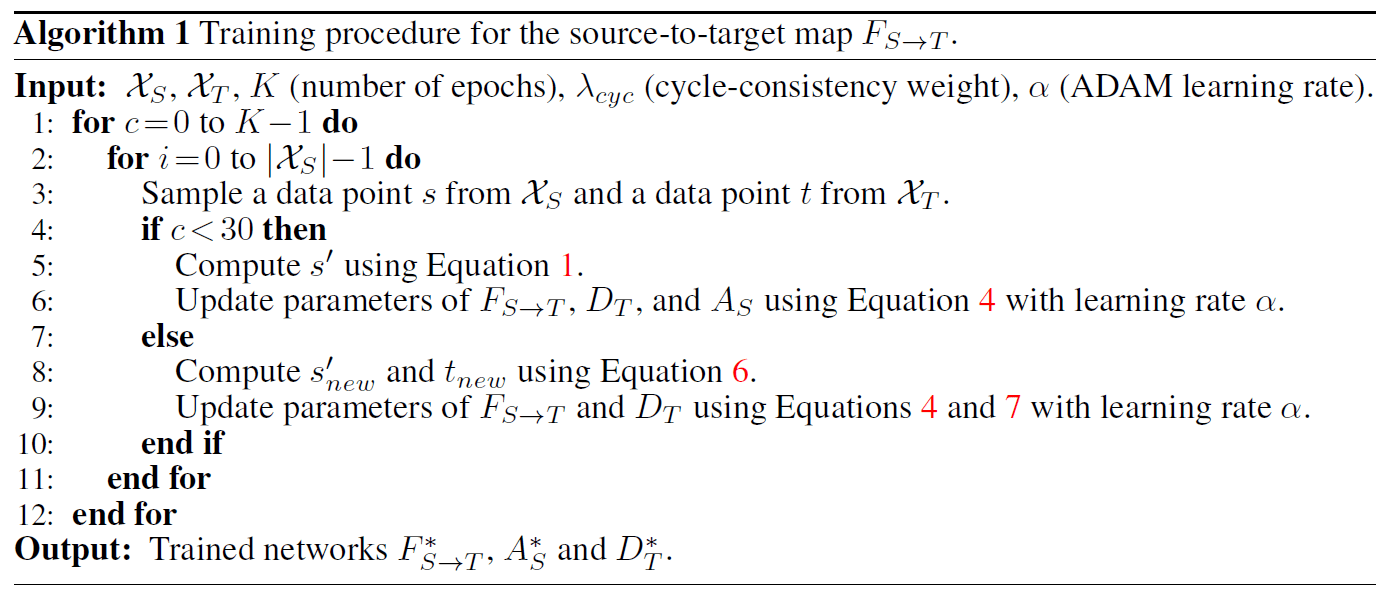 Algorithm 1 Training procedure for the source-to-target map $F_{S \to T}$.
Input: $\mathcal{X}_S$, $\mathcal{X}_T$, $K$ (number of epochs), $\lambda_{cyc}$ (cycle-consistency weight), $\alpha$ (ADAM learning rate).
1: for $c=0$ to $K-1$ do
2: for $i=0$ to $|\mathcal{X}_S|-1$ do
3: Sample a data point $s$ from $\mathcal{X}_S$ and a data point $t$ from $\mathcal{X}_T$.
4: if $c<30$ then
5: Compute $s'$ using Equation 1.
6: Update parameters of $F_{S \to T}$, $D_T$, and $A_S$ using Equation 4 with learning rate $\alpha$.
7: else
8: Compute $s'_{new}$ and $t_{new}$ using Equation 6.
9: Update parameters of $F_{S \to T}$ and $D_T$ using Equations 4 and 7 with learning rate $\alpha$.
10: end if
11: end for
12: end for
Output: Trained networks $F^*_{S \to T}$, $A^*_S$ and $D^*_T$.